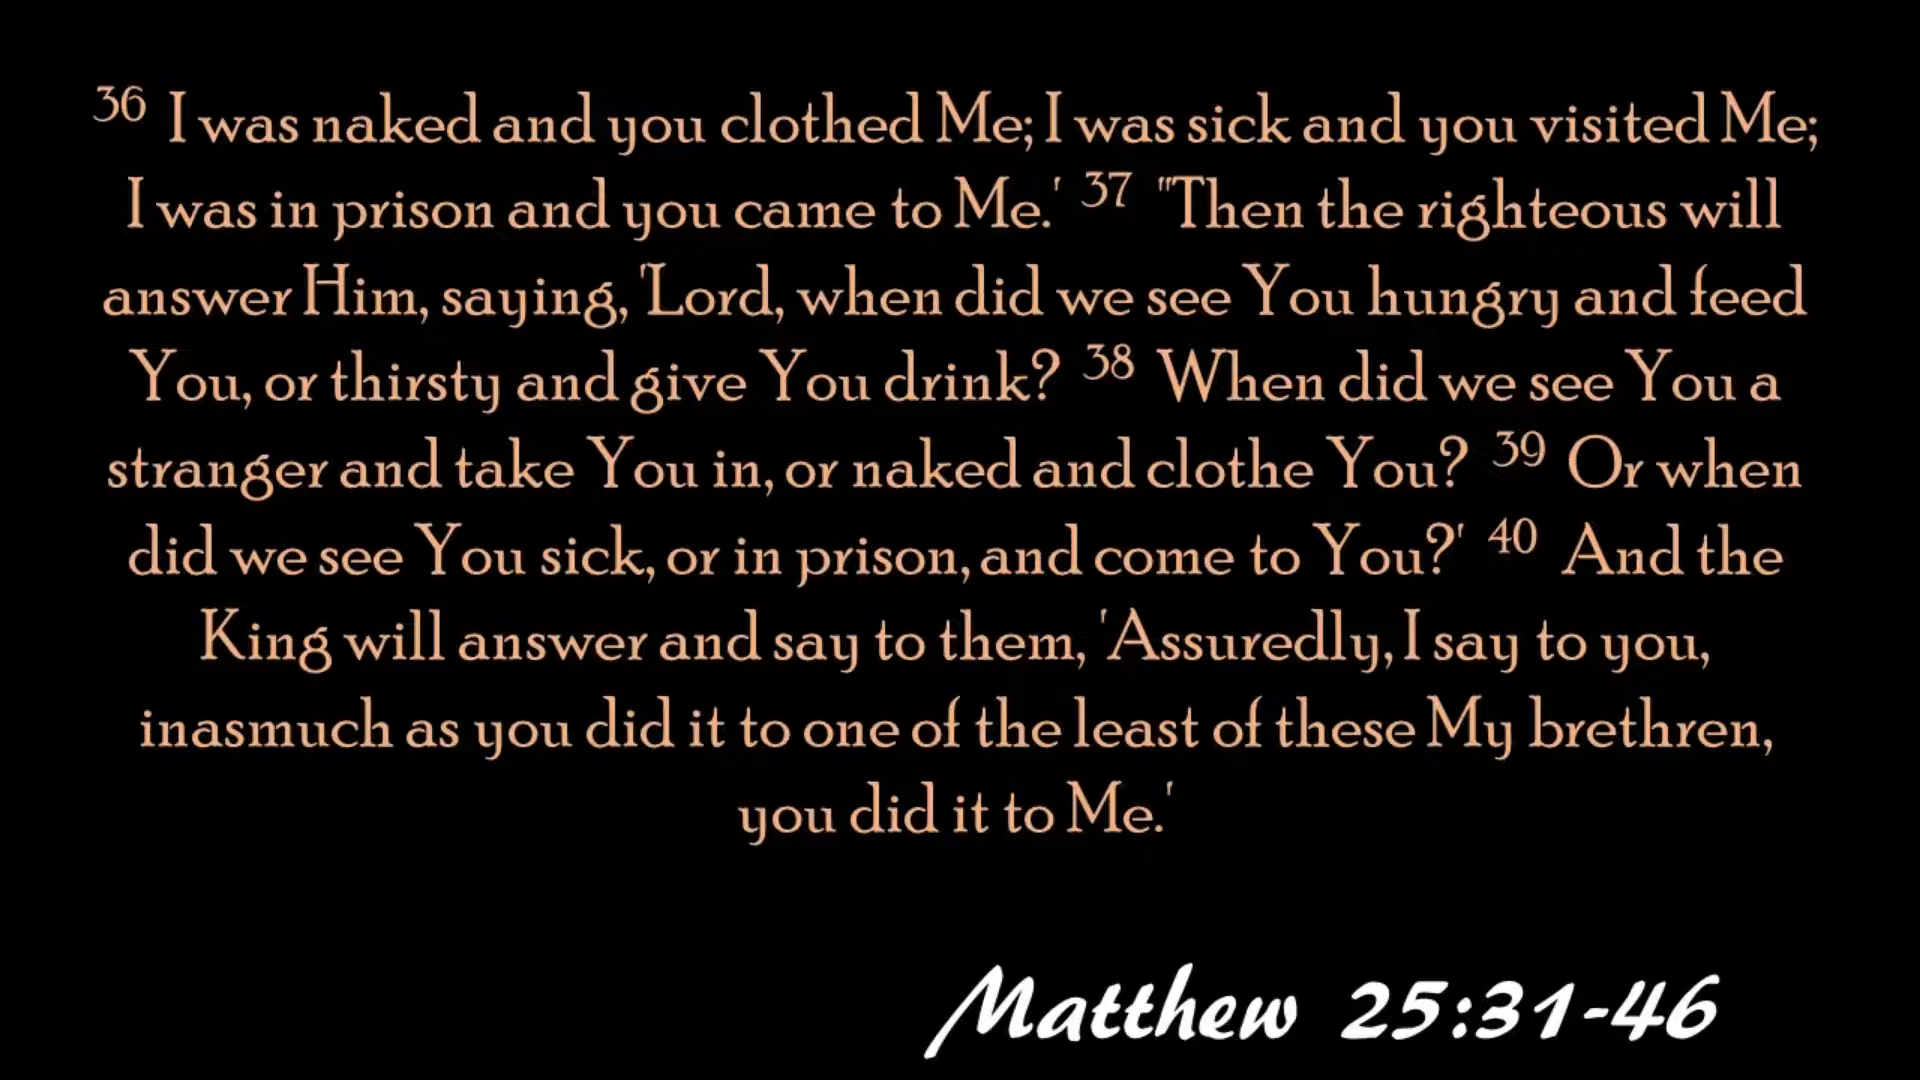 36 I was naked and you clothed Me; I was sick and you visited Me;
I was in prison and you came to Me.' 37 "Then the righteous will
answer Him, saying, 'Lord, when did we see You hungry and feed
You, or thirsty and give You drink? 38 When did we see You a
stranger and take You in, or naked and clothe You? 39 Or when
did we see You sick, or in prison, and come to You?' 40 And the
King will answer and say to them, 'Assuredly, I say to you,
inasmuch as you did it to one of the least of these My brethren,
you did it to Me.'
Matthew 25:31-46